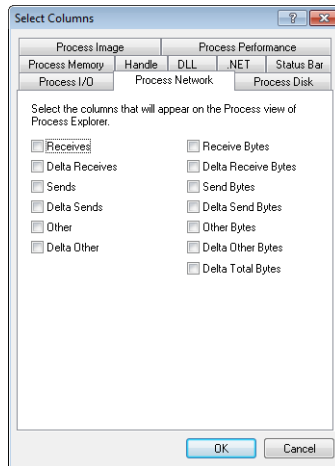 Select Columns
Process Image Process Performance
Process Memory Handle DLL .NET Status Bar
Process I/O Process Network Process Disk
Select the columns that will appear on the Process view of
Process Explorer.
Receives Receive Bytes
Delta Receives Delta Receive Bytes
Sends Send Bytes
Delta Sends Delta Send Bytes
Other Other Bytes
Delta Other Delta Other Bytes
Delta Total Bytes
OK Cancel